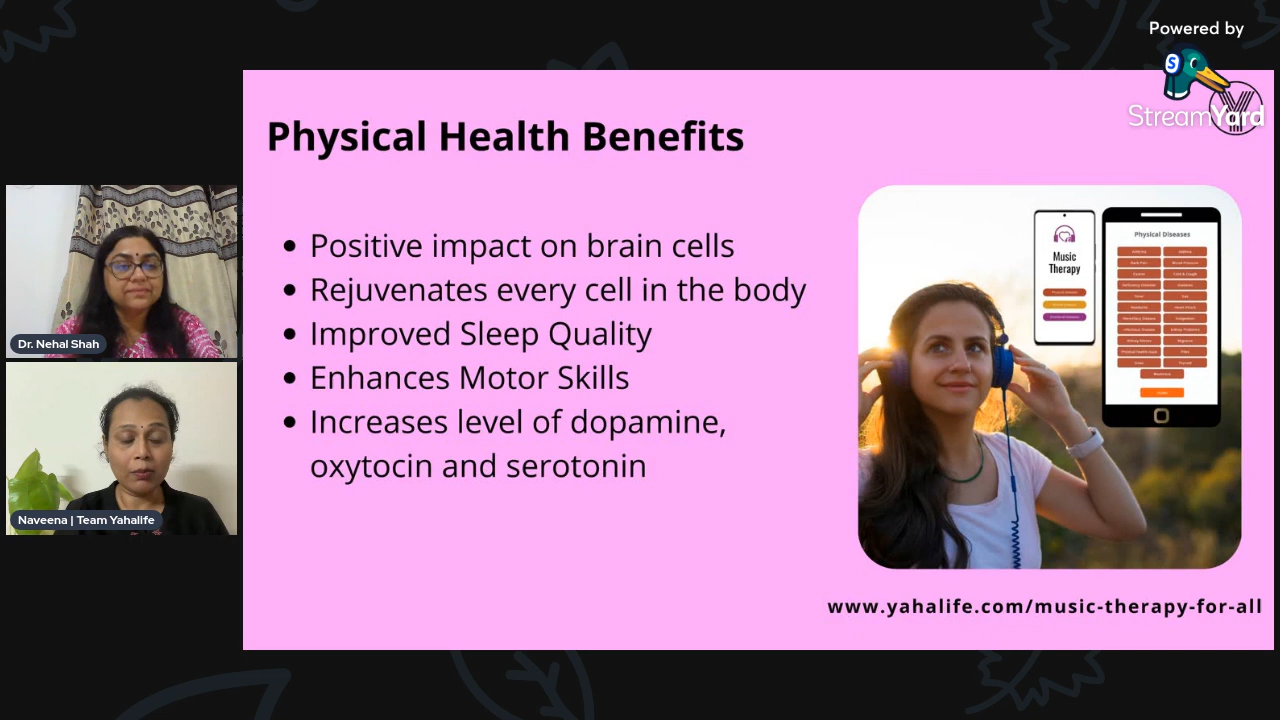 Powered by
StreamYard
Physical Health Benefits
• Positive impact on brain cells
• Rejuvenates every cell in the body
• Improved Sleep Quality
• Enhances Motor Skills
• Increases level of dopamine,
oxytocin and serotonin
Music
Therapy
Physical Diseases
www.yahalife.com/music-therapy-for-all
Dr. Nehal Shah
Naveena | Team Yahalife